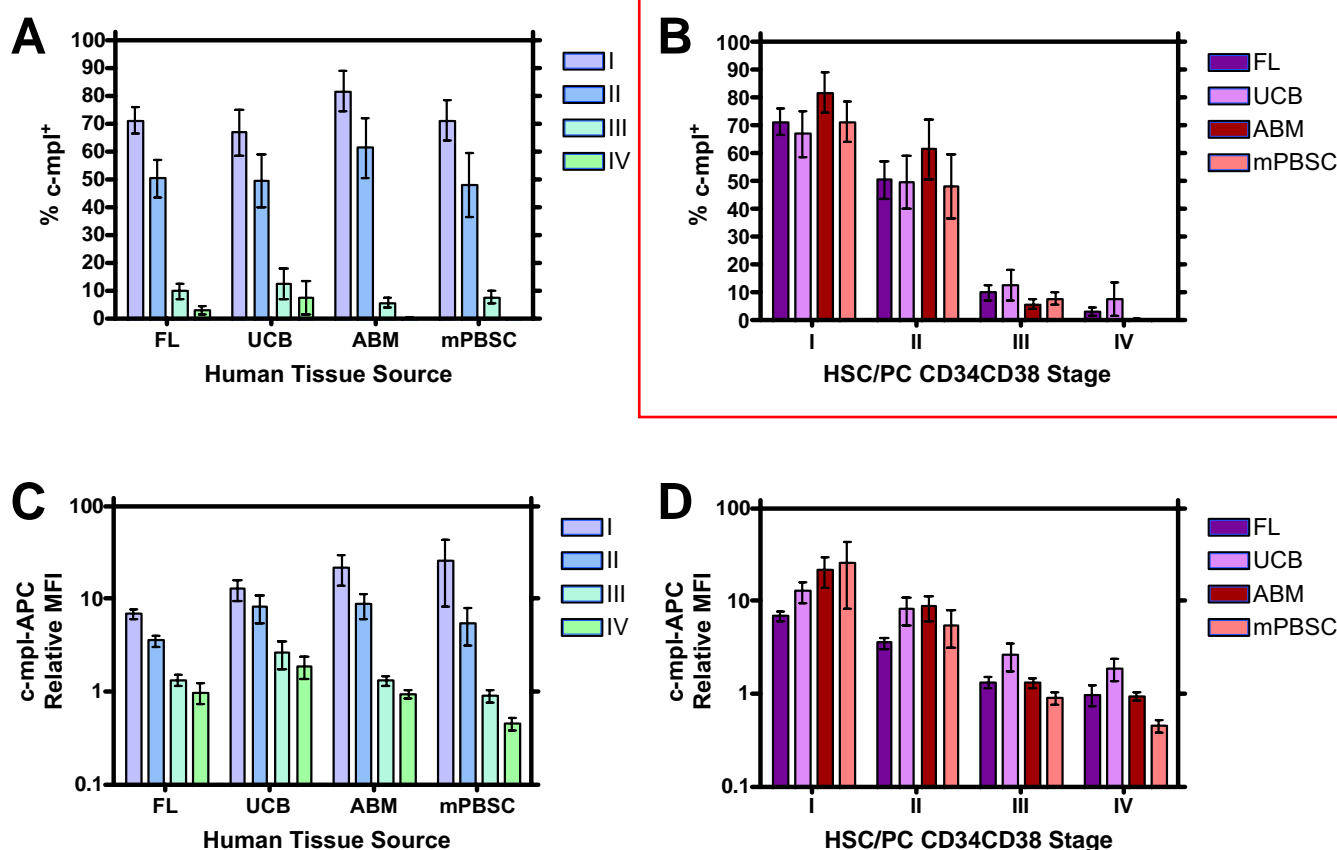 A
% c-mpl+
100
90
80
70
60
50
40
30
20
10
0
FL
UCB
ABM
mPBSC
Human Tissue Source
I
II
III
IV
B
% c-mpl+
100
90
80
70
60
50
40
30
20
10
0
I
II
III
IV
HSC/PC CD34CD38 Stage
FL
UCB
ABM
mPBSC
C
c-mpl-APC
Relative MFI
100
10
1
0.1
FL
UCB
ABM
mPBSC
Human Tissue Source
I
II
III
IV
D
c-mpl-APC
Relative MFI
100
10
1
0.1
I
II
III
IV
HSC/PC CD34CD38 Stage
FL
UCB
ABM
mPBSC